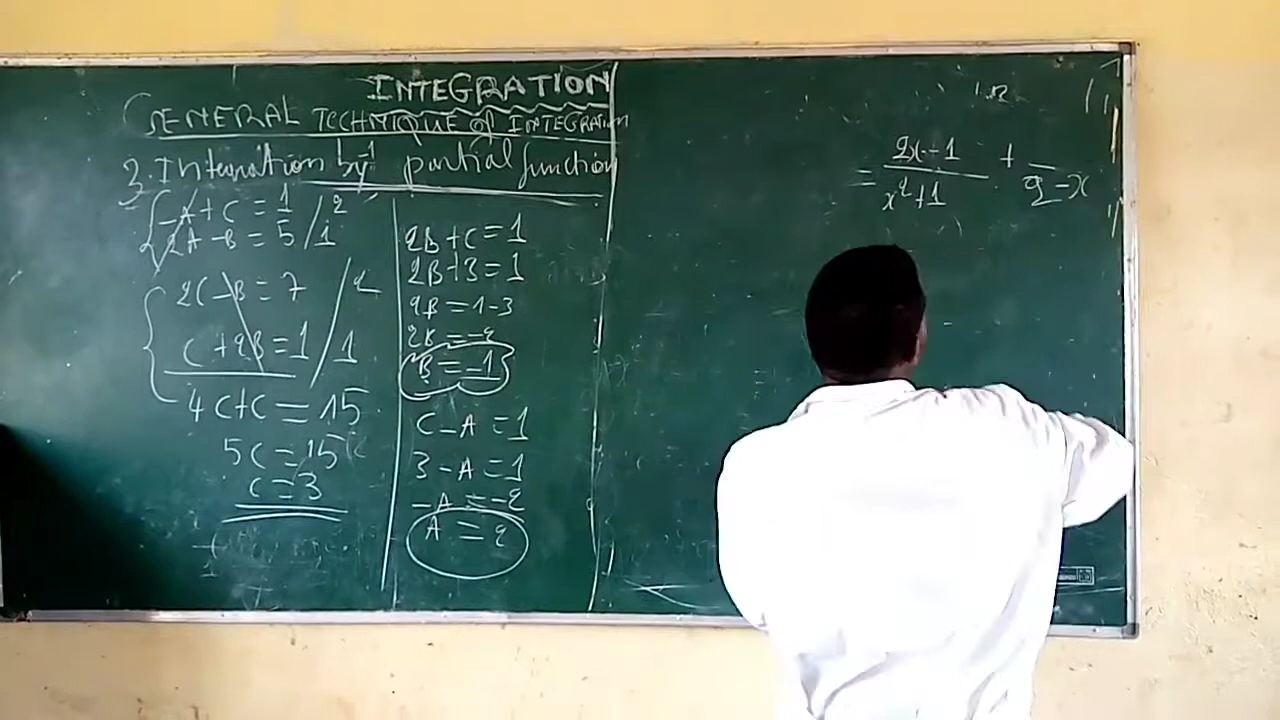 INTEGRATION
GENERAL TECHNIQUE of INTEGRATION
3. Integration by partial function
-A+C=1/2
2A-B=5/1
2C-B=7/2
C+2B=1/1
4C+C=15
5C=15
C=3
2B+C=1
2B+3=1
2B=1-3
2B=-2
B=-1
C-A=1
3-A=1
-A=-2
A=2
= 2x-1 / x²+1 + / 2-x